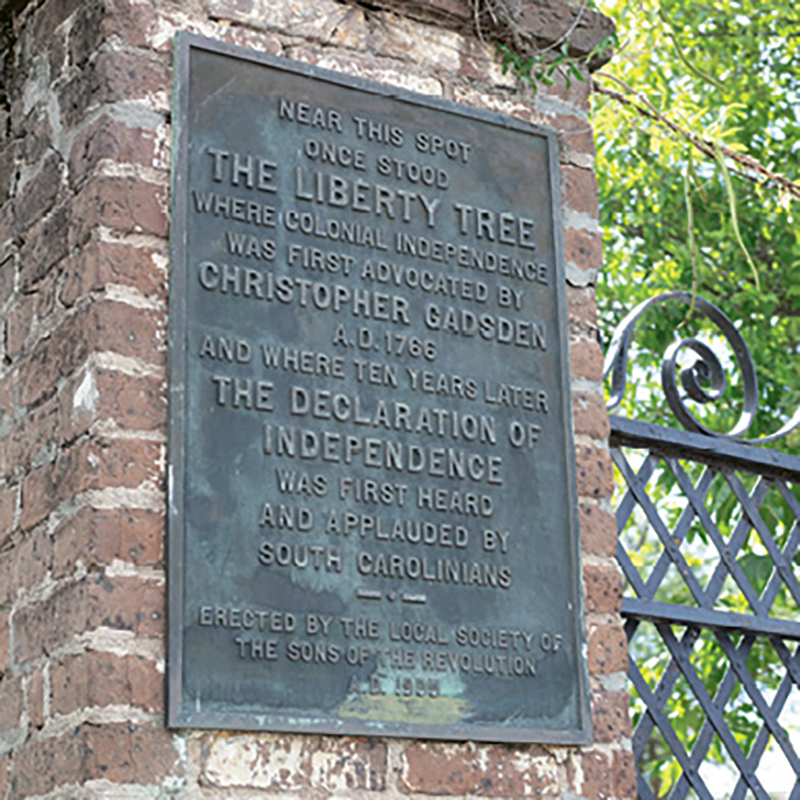 NEAR THIS SPOT
ONCE STOOD
THE LIBERTY TREE
WHERE COLONIAL INDEPENDENCE
WAS FIRST ADVOCATED BY
CHRISTOPHER GADSDEN
A.D. 1766
AND WHERE TEN YEARS LATER
THE DECLARATION OF
INDEPENDENCE
WAS FIRST HEARD
AND APPLAUDED BY
SOUTH CAROLINIANS
ERECTED BY THE LOCAL SOCIETY OF
THE SONS OF THE REVOLUTION
A.D.